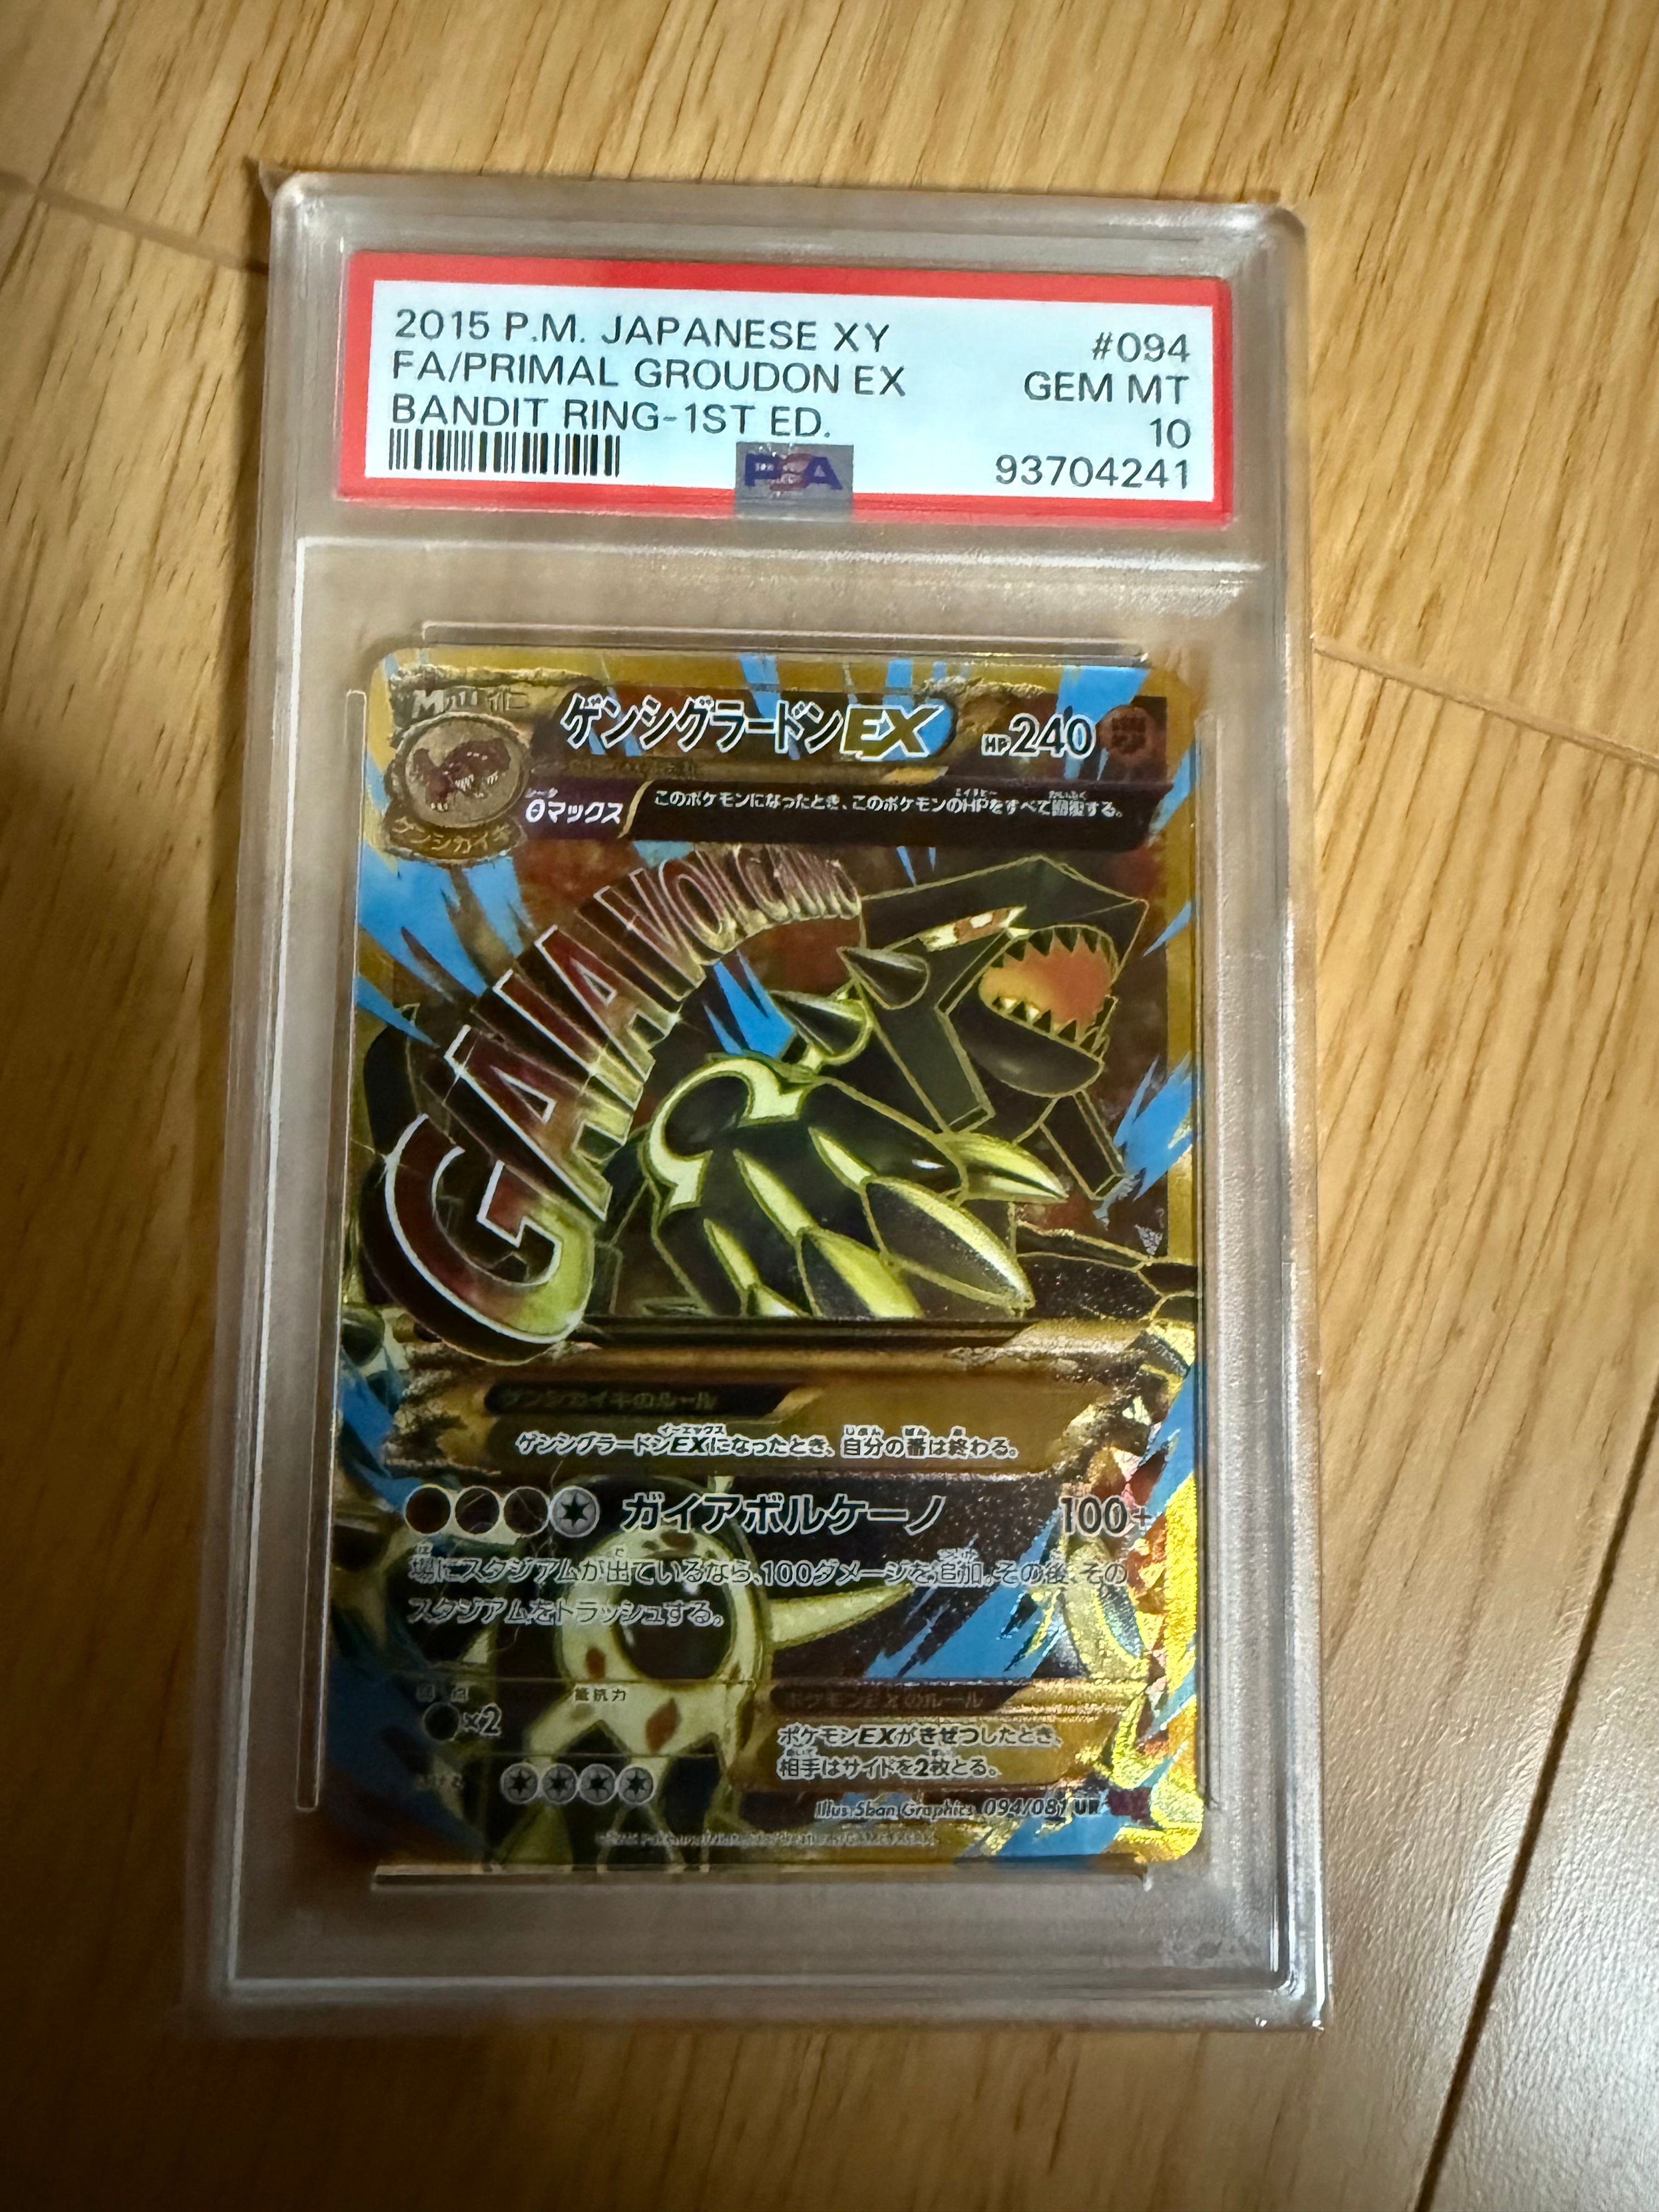 2015 P.M. JAPANESE XY #094
FA/PRIMAL GROUDON EX GEM MT
BANDIT RING-1ST ED. 10
PSA 93704241
ゲンシグラードンEX HP240
ゲンシカイキ
θマックス このポケモンになったとき、このポケモンのHPをすべて回復する。
GAIA VOLCANO
ゲンシカイキのルール
ゲンシグラードンEXになったとき、自分の番は終わる。
ガイアボルケーノ 100+
場にスタジアムが出ているなら、100ダメージを追加。その後、その
スタジアムをトラッシュする。
抵抗力
×2
ポケモンEXのルール
ポケモンEXがきぜつしたとき、
相手はサイドを2枚とる。
Illus. 5ban Graphics 094/081 UR